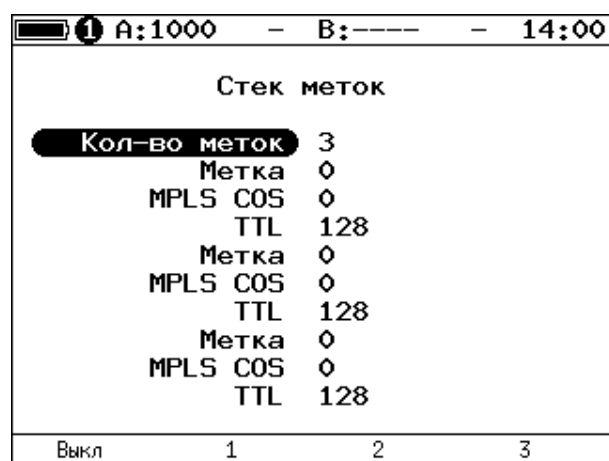 1 A:1000 – B:---- – 14:00
Стек меток
Кол-во меток 3
Метка 0
MPLS COS 0
TTL 128
Метка 0
MPLS COS 0
TTL 128
Метка 0
MPLS COS 0
TTL 128
Выкл 1 2 3